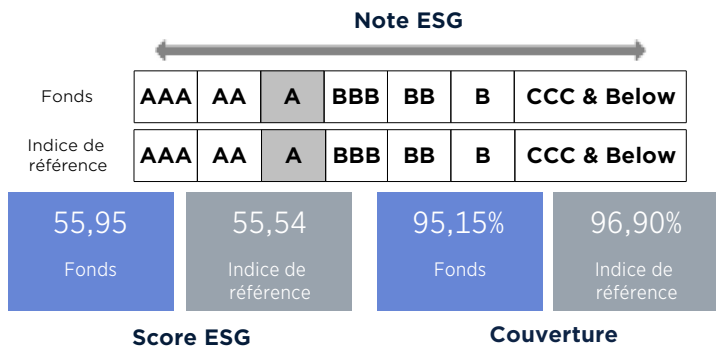 Note ESG
Fonds AAA AA A BBB BB B CCC & Below
Indice de
référence
AAA AA A BBB BB B CCC & Below
55,95
Fonds
55,54
Indice de
référence
95,15%
Fonds
96,90%
Indice de
référence
Score ESG
Couverture